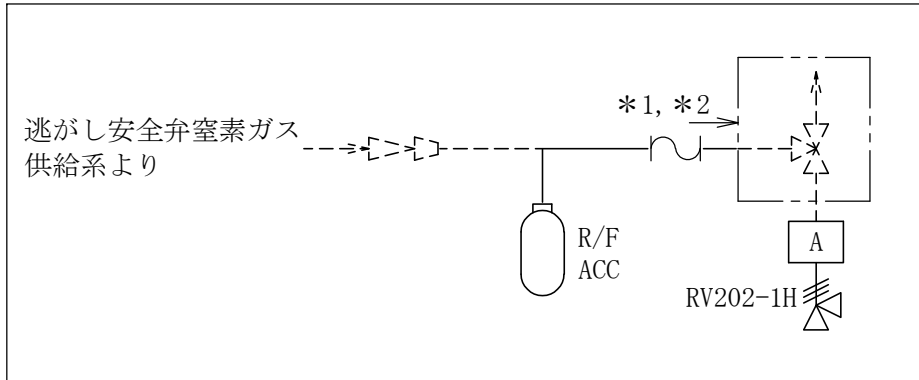 逃がし安全弁窒素ガス
供給系より
*1, *2
R/F
ACC
A
RV202-1H